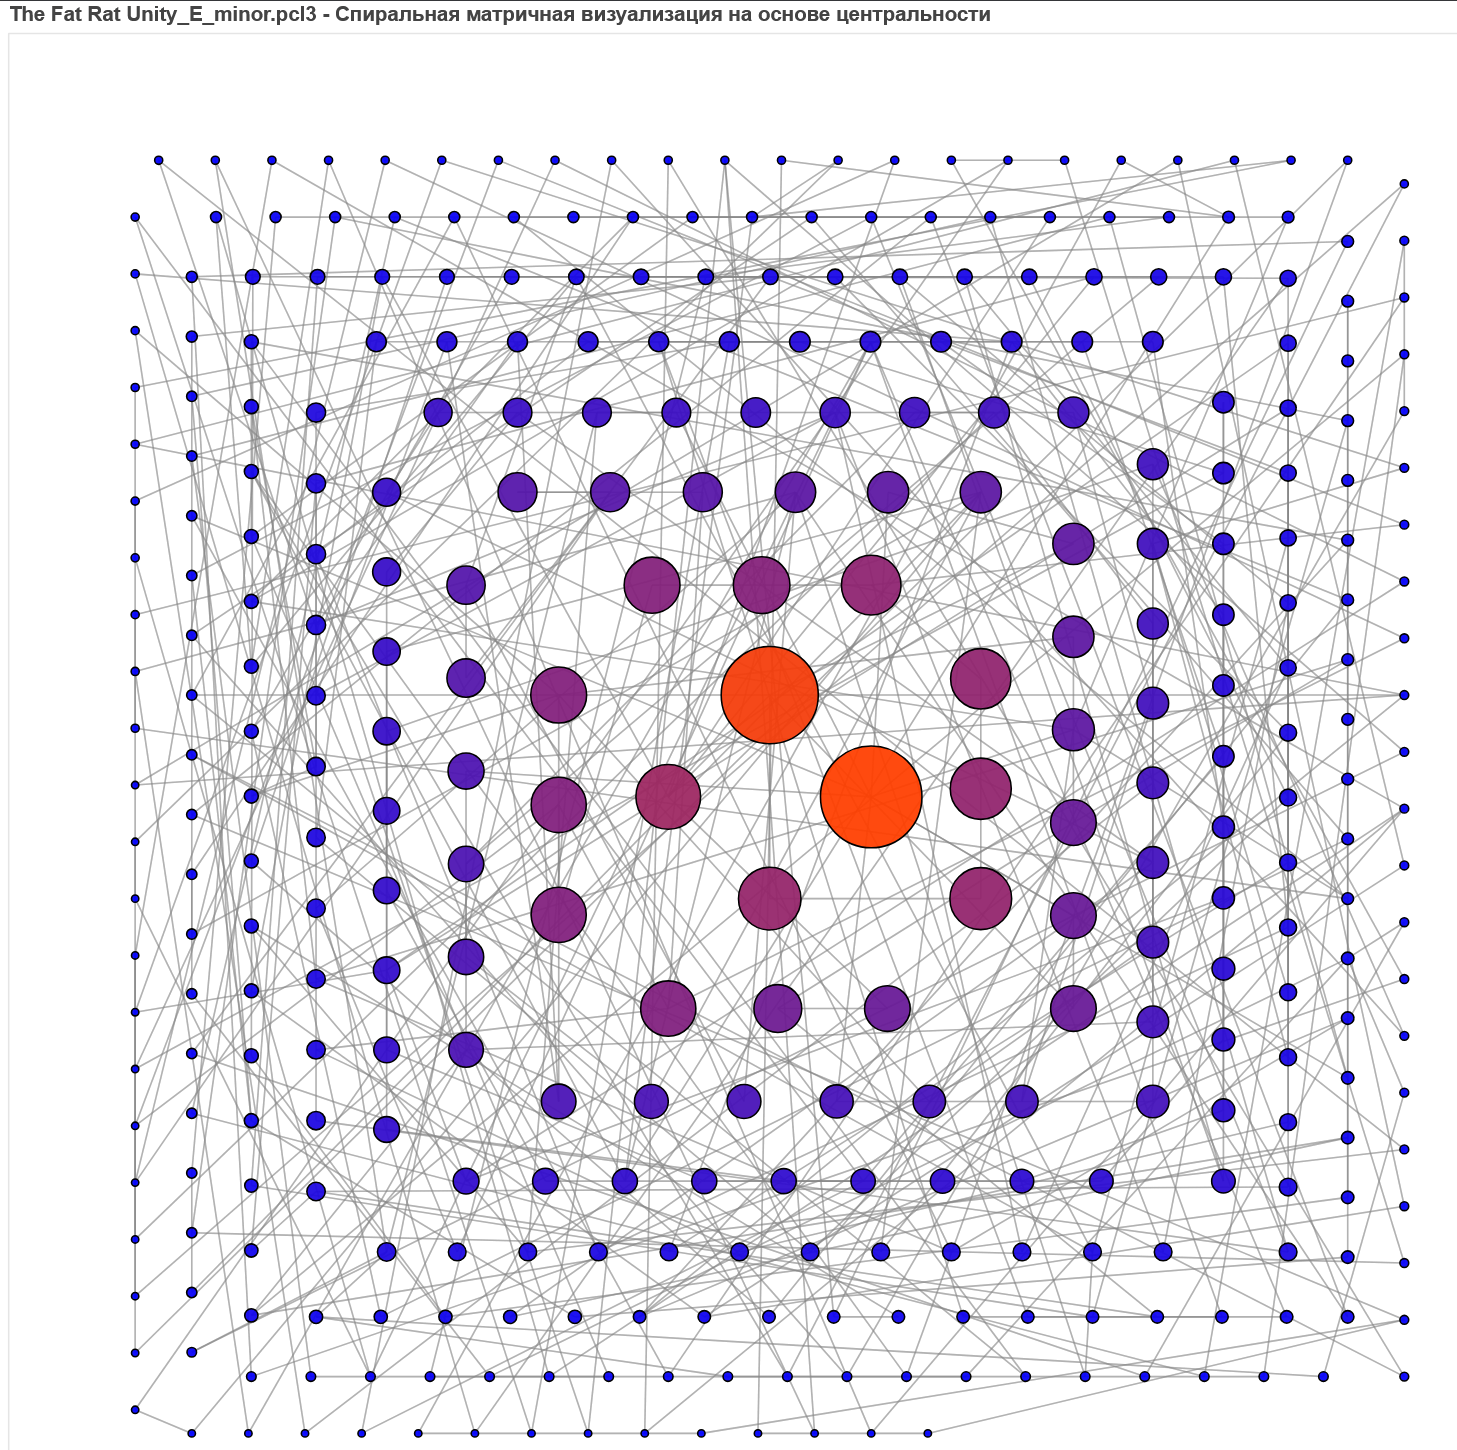 The Fat Rat Unity_E_minor.pcl3 - Спиральная матричная визуализация на основе центральности